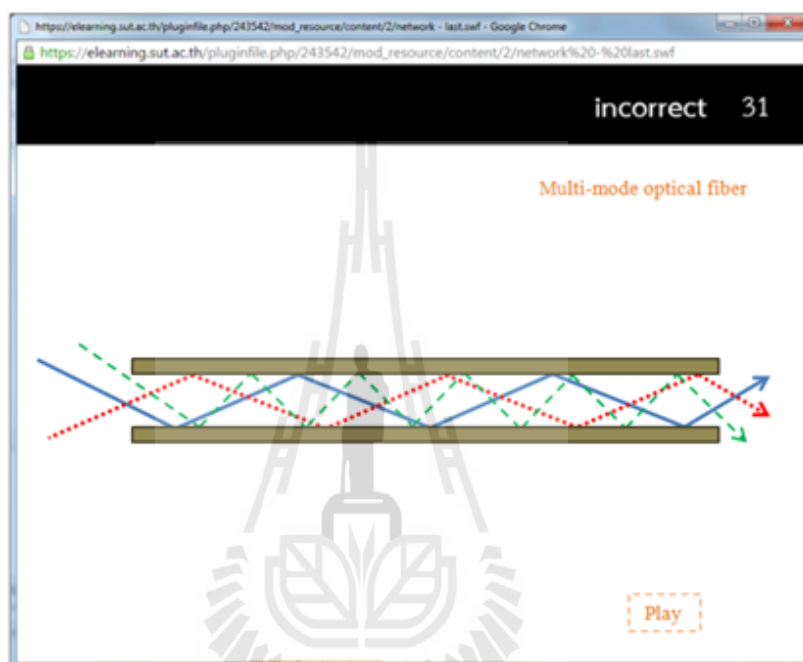 https://elearning.sut.ac.th/pluginfile.php/243542/mod_resource/content/2/network - last.swf - Google Chrome
https://elearning.sut.ac.th/pluginfile.php/243542/mod_resource/content/2/network%20-%20last.swf
incorrect 31
Multi-mode optical fiber
Play